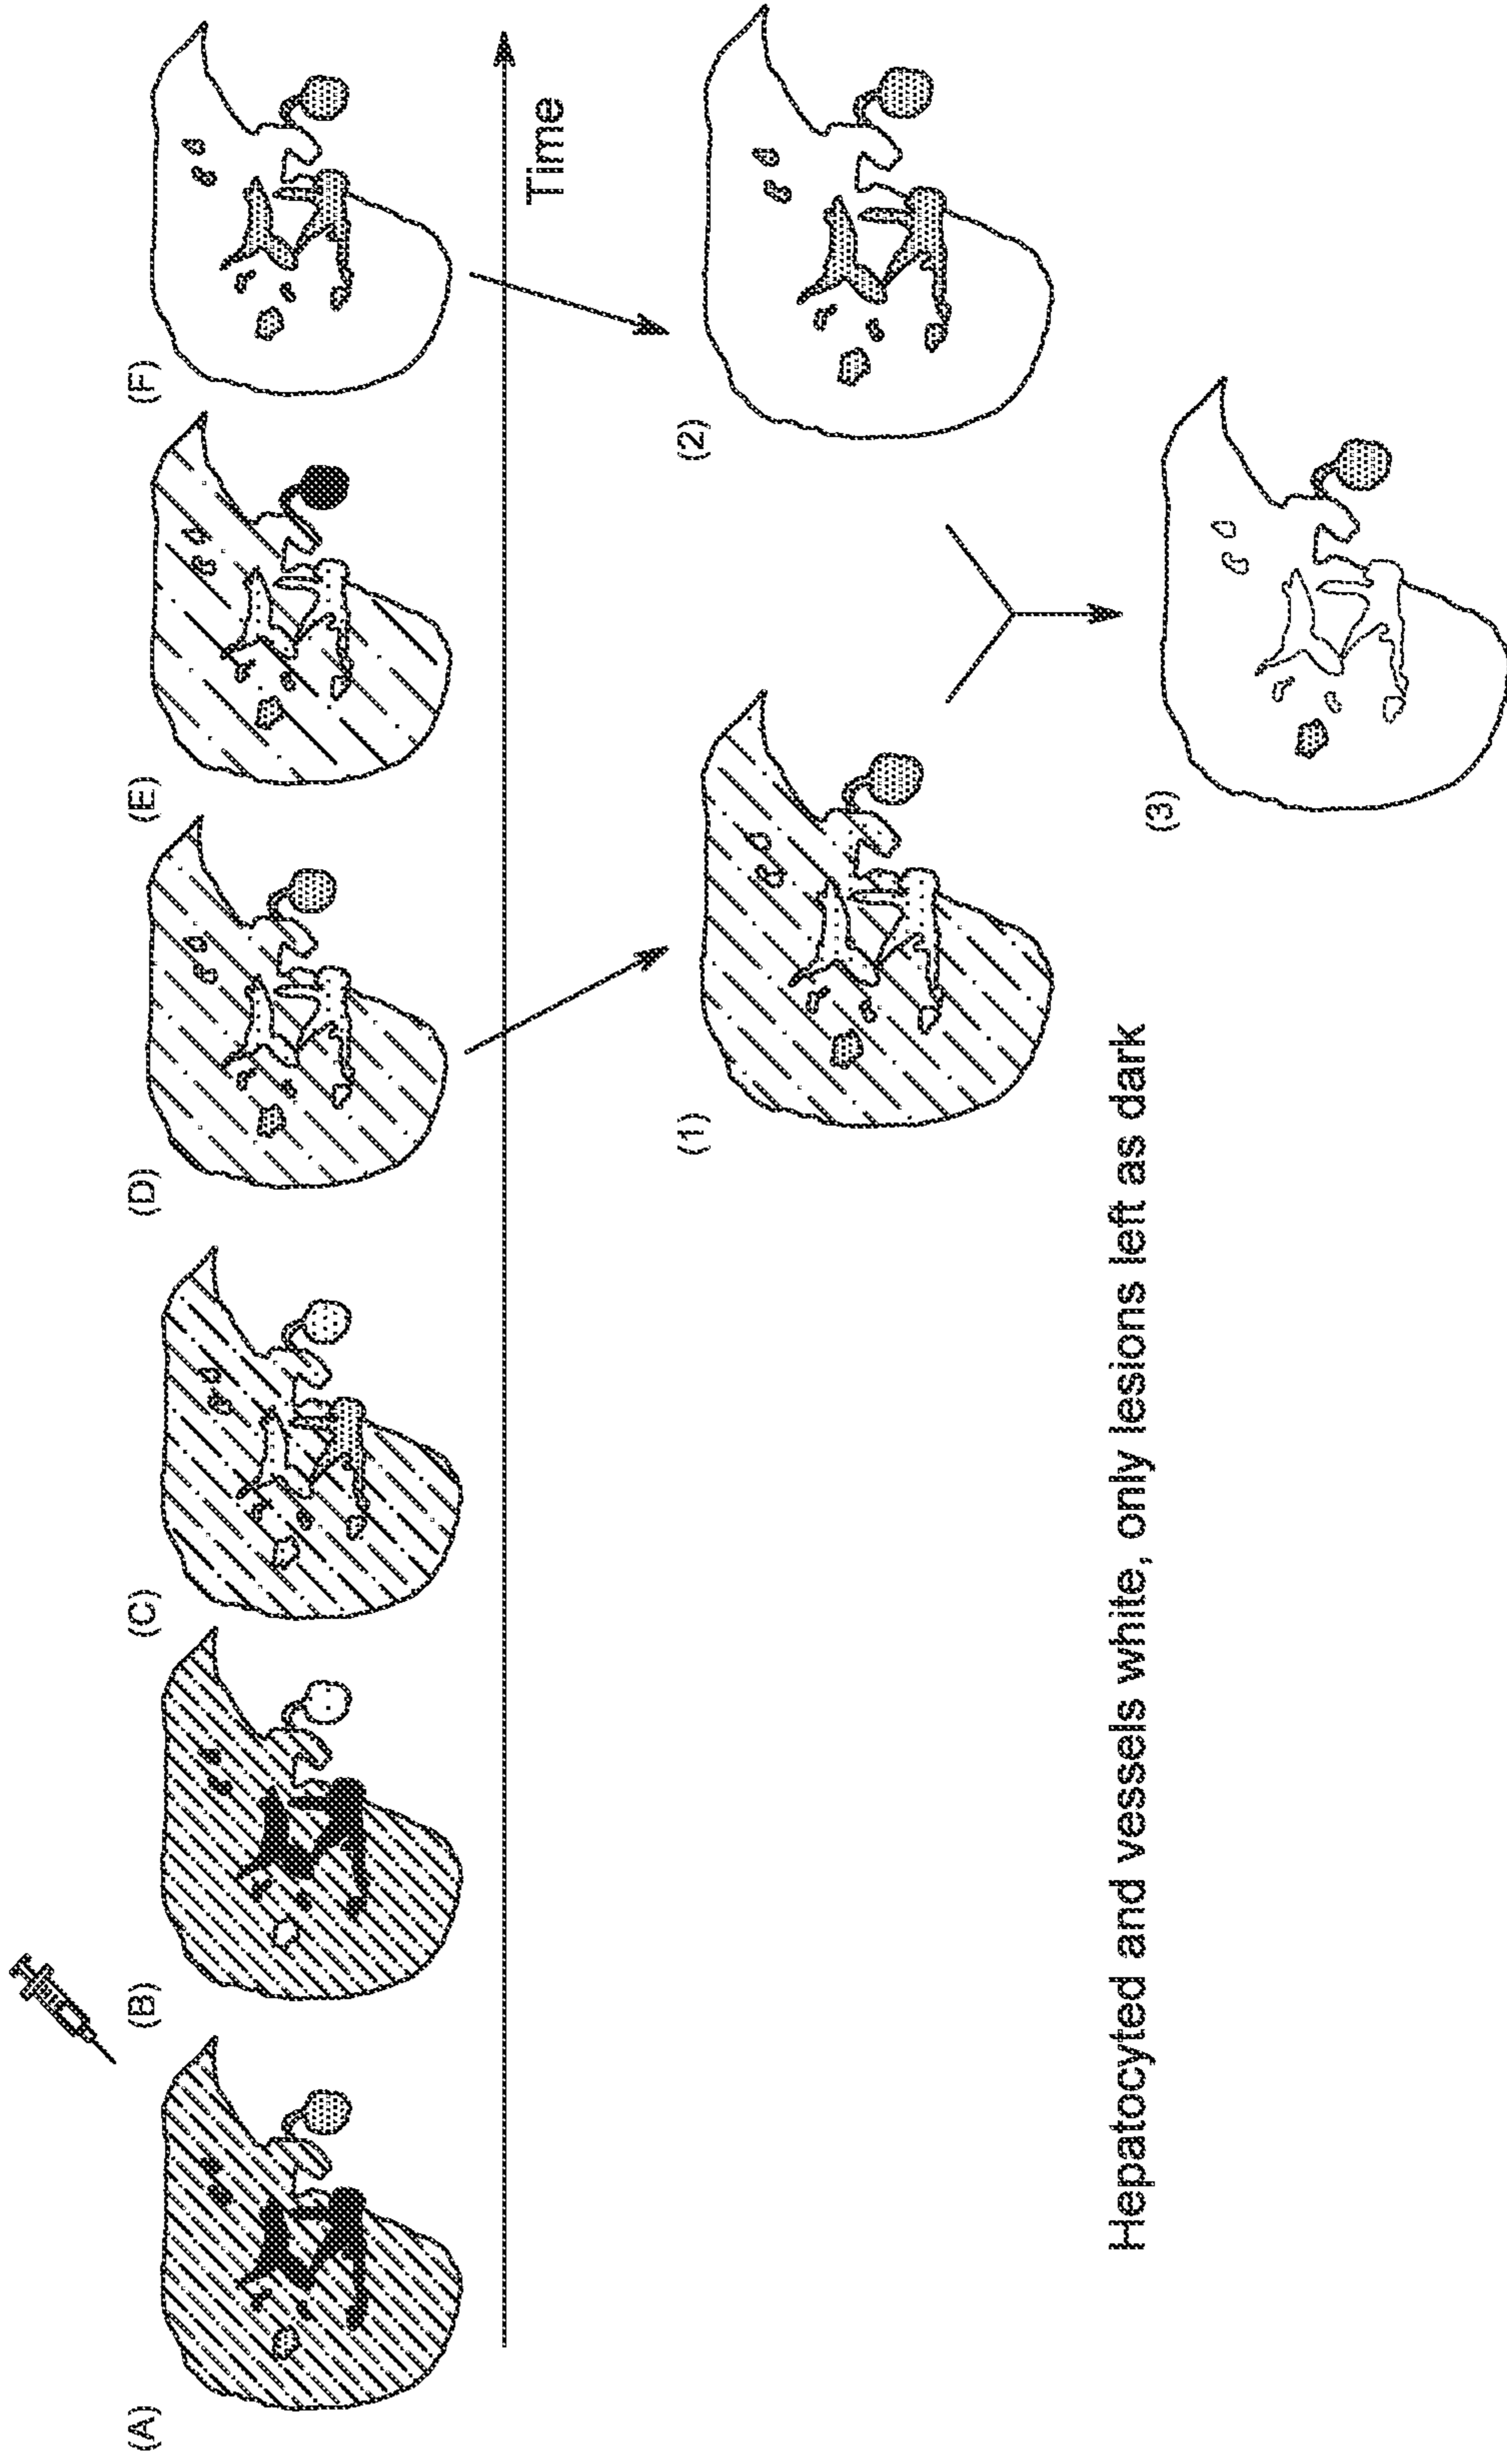 (A)
(B)
(C)
(D)
(E)
(F)
Time
(1)
(2)
(3)
Hepatocyted and vessels white, only lesions left as dark